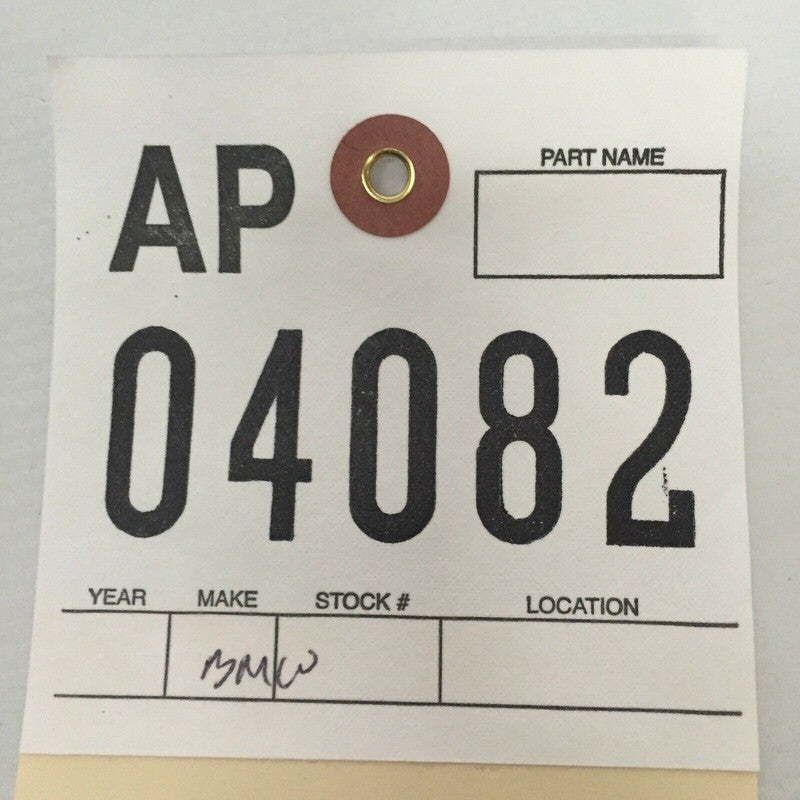 AP
PART NAME
04082
YEAR MAKE STOCK # LOCATION
BMW